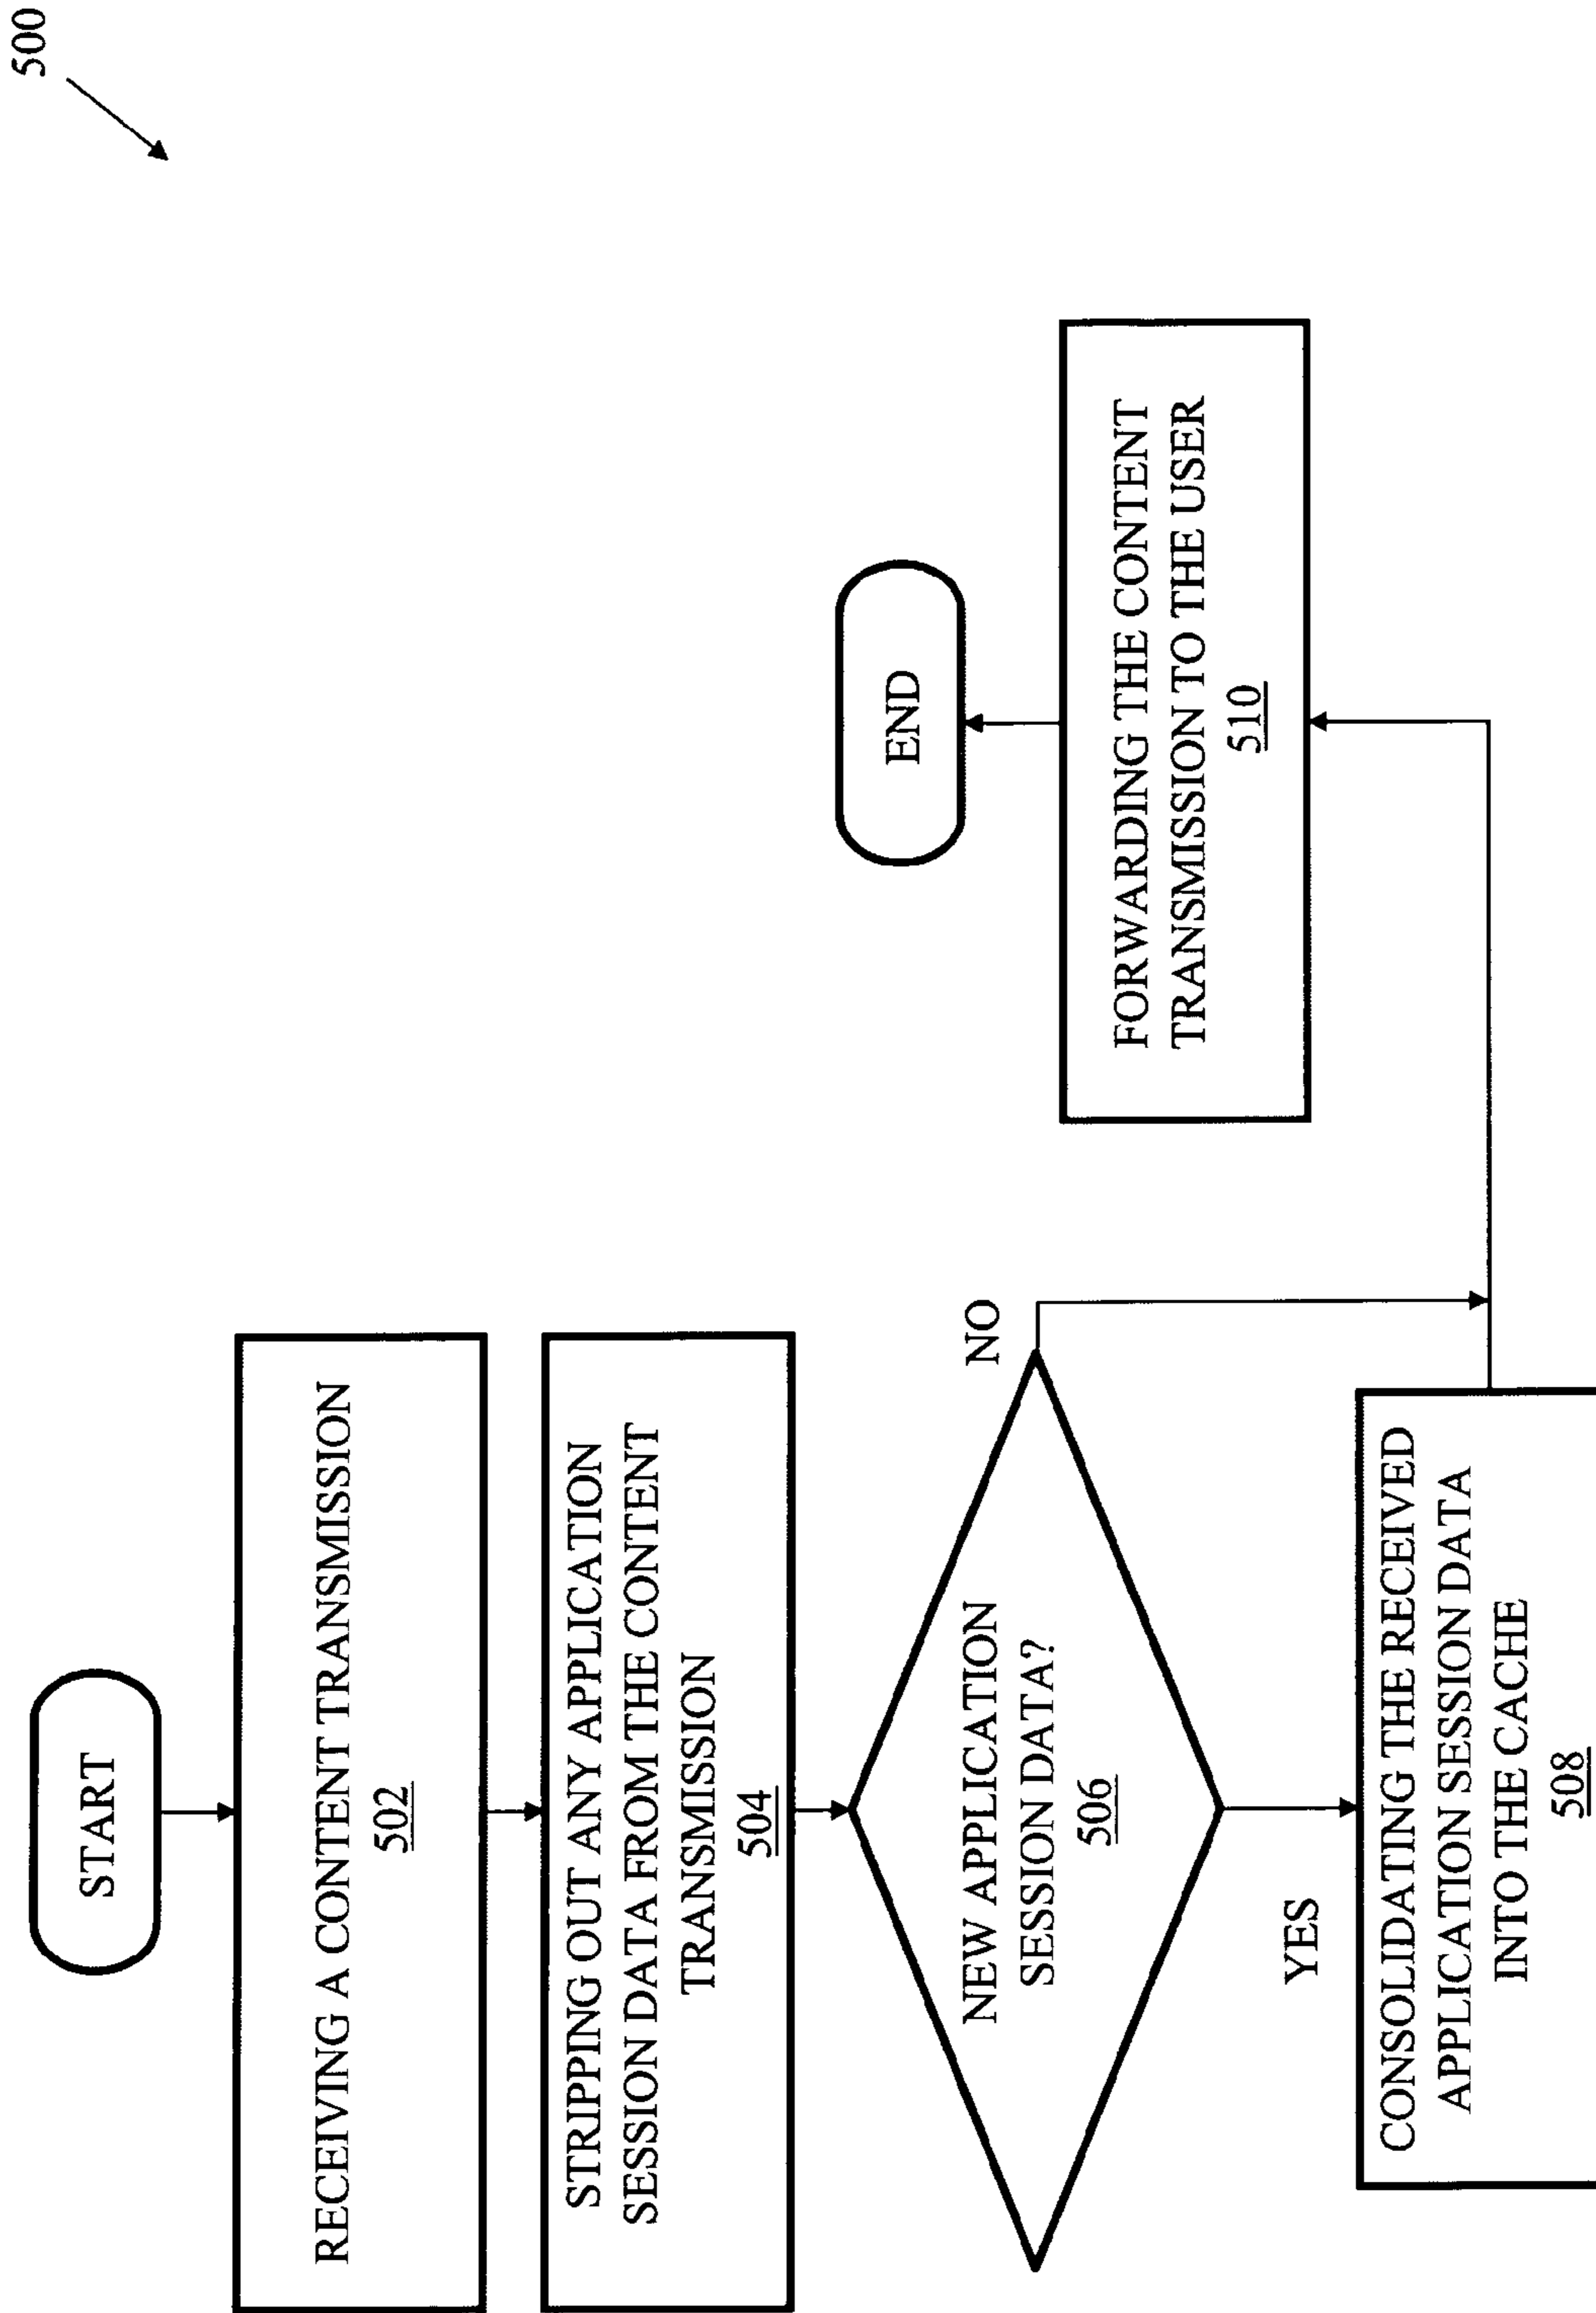 500
START
RECEIVING A CONTENT TRANSMISSION
502
STRIPPING OUT ANY APPLICATION
SESSION DATA FROM THE CONTENT
TRANSMISSION
504
NEW APPLICATION
SESSION DATA?
506
NO
YES
CONSOLIDATING THE RECEIVED
APPLICATION SESSION DATA
INTO THE CACHE
508
FORWARDING THE CONTENT
TRANSMISSION TO THE USER
510
END